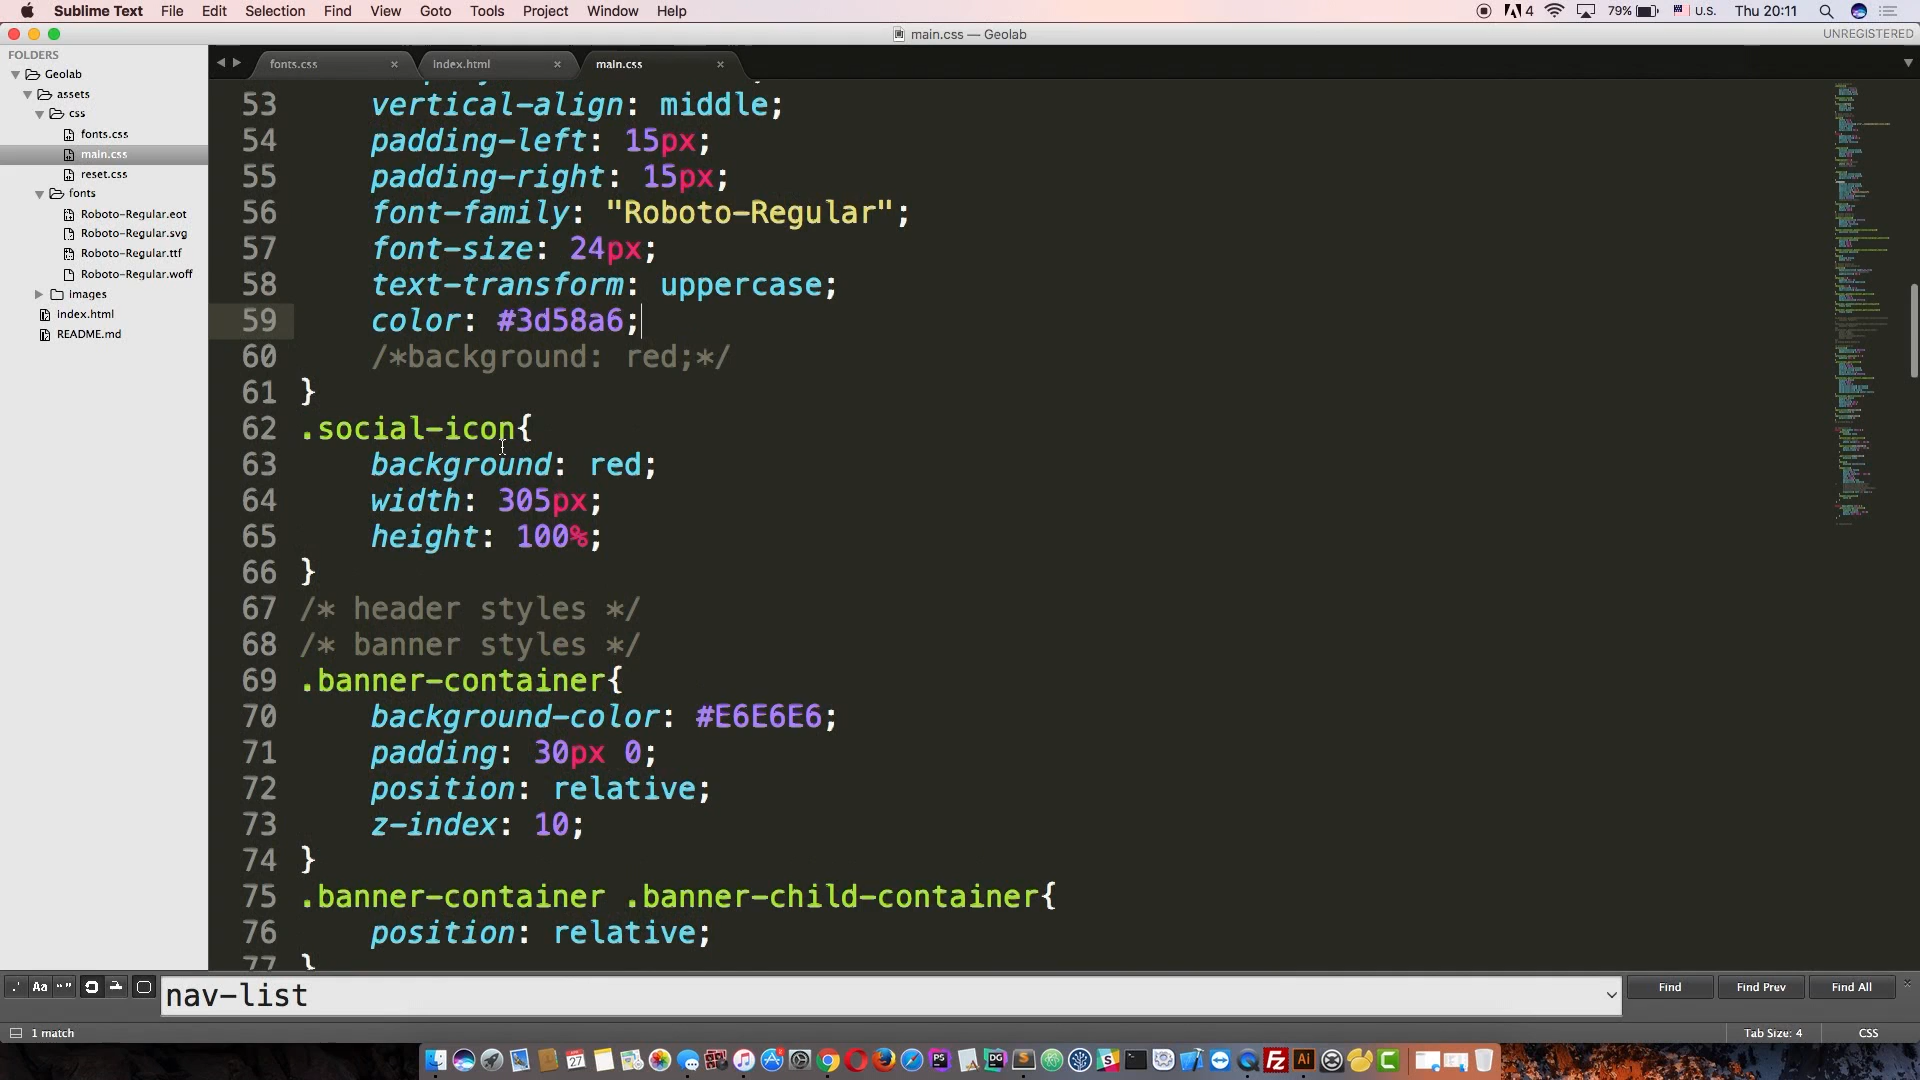 Sublime Text File Edit Selection Find View Goto Tools Project Window Help 4 79% U.S. Thu 20:11
main.css — Geolab UNREGISTERED
FOLDERS
Geolab
assets
css
fonts.css
main.css
reset.css
fonts
Roboto-Regular.eot
Roboto-Regular.svg
Roboto-Regular.ttf
Roboto-Regular.woff
images
index.html
README.md
fonts.css index.html main.css
53 vertical-align: middle;
54 padding-left: 15px;
55 padding-right: 15px;
56 font-family: "Roboto-Regular";
57 font-size: 24px;
58 text-transform: uppercase;
59 color: #3d58a6;
60 /*background: red;*/
61 }
62 .social-icon{
63 background: red;
64 width: 305px;
65 height: 100%;
66 }
67 /* header styles */
68 /* banner styles */
69 .banner-container{
70 background-color: #E6E6E6;
71 padding: 30px 0;
72 position: relative;
73 z-index: 10;
74 }
75 .banner-container .banner-child-container{
76 position: relative;
77 }
.* Aa “” nav-list Find Find Prev Find All
1 match Tab Size: 4 CSS